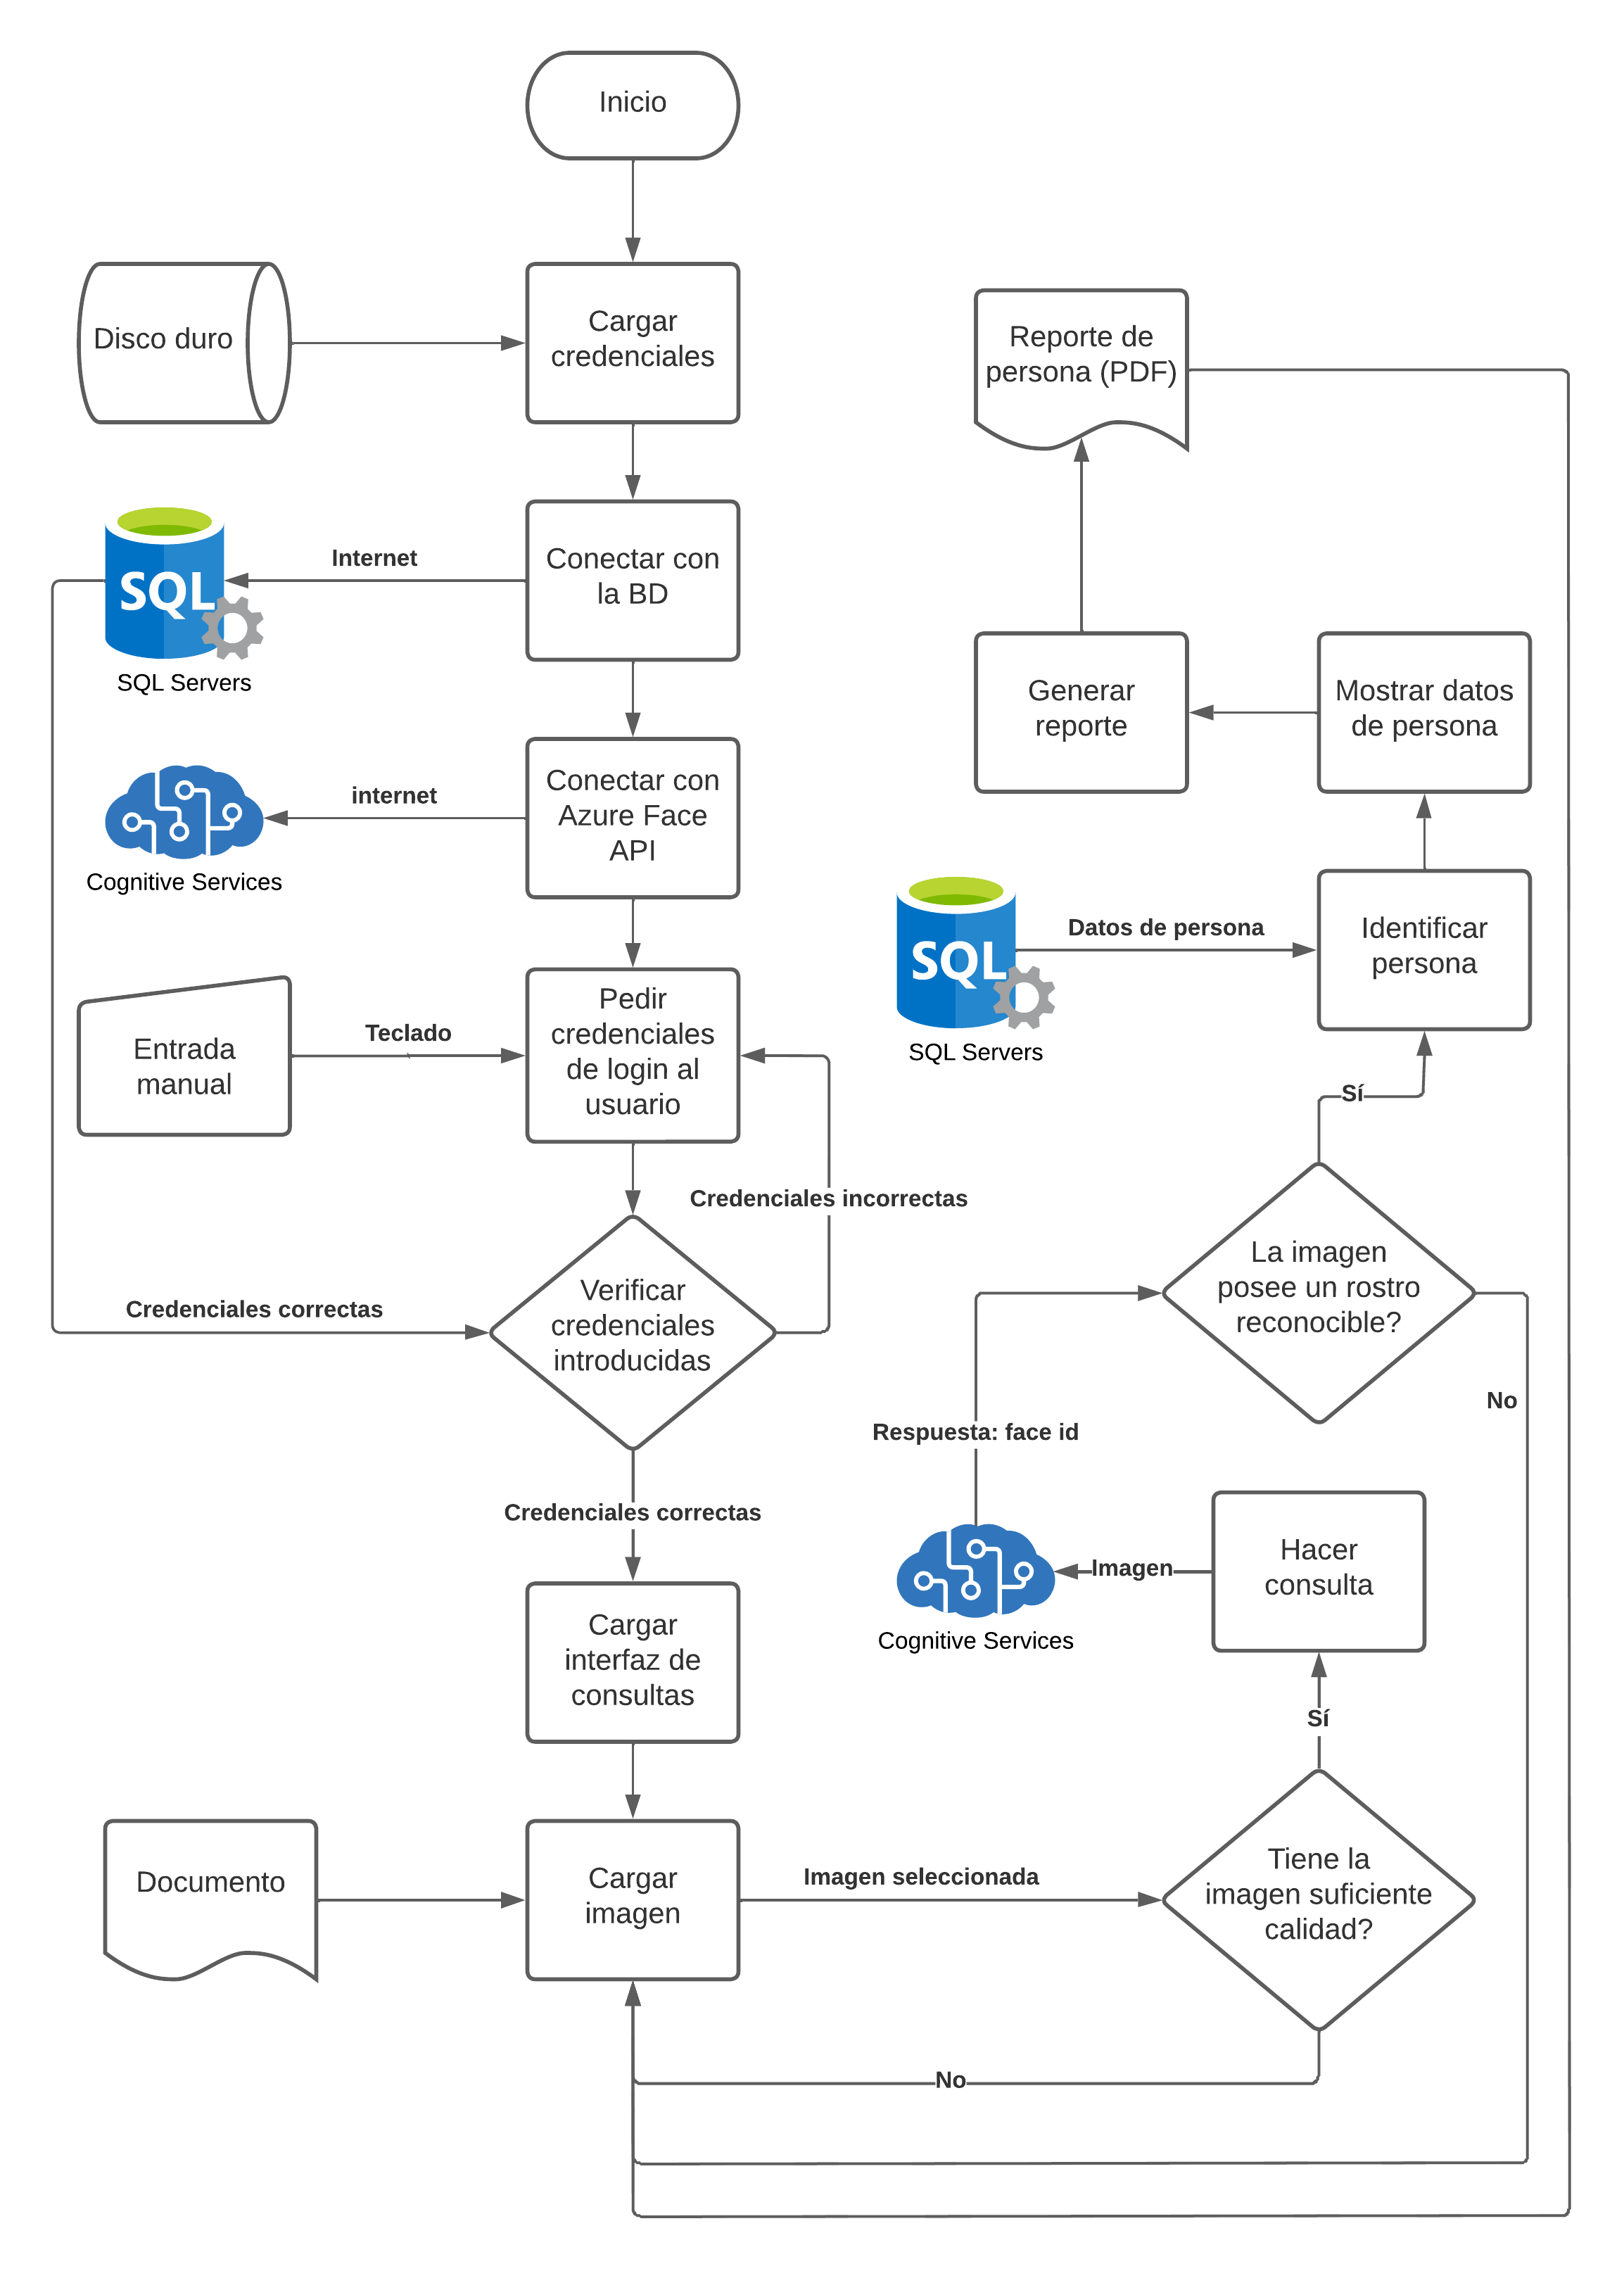 Inicio
Disco duro
Cargar
credenciales
Reporte de
persona (PDF)
SQL
SQL Servers
Internet
Conectar con
la BD
Generar
reporte
Mostrar datos
de persona
Cognitive Services
internet
Conectar con
Azure Face
API
SQL
SQL Servers
Datos de persona
Identificar
persona
Entrada
manual
Teclado
Pedir
credenciales
de login al
usuario
Sí
Credenciales incorrectas
La imagen
posee un rostro
reconocible?
Credenciales correctas
Verificar
credenciales
introducidas
No
Respuesta: face id
Credenciales correctas
Cognitive Services
Imagen
Hacer
consulta
Cargar
interfaz de
consultas
Sí
Documento
Cargar
imagen
Imagen seleccionada
Tiene la
imagen suficiente
calidad?
No